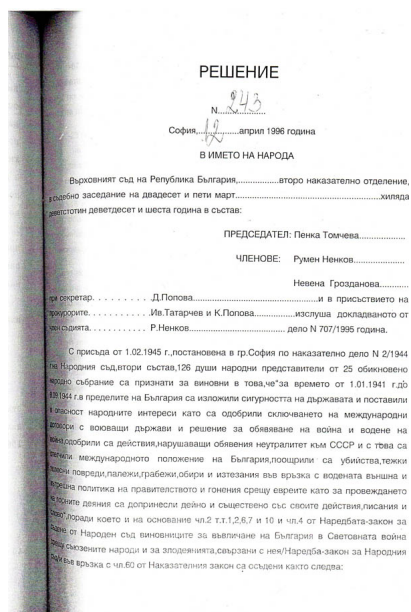 РЕШЕНИЕ
N...243...
София,...12...април 1996 година
В ИМЕТО НА НАРОДА
Върховният съд на Република България,.................второ наказателно отделение,
в съдебно заседание на двадесет и пети март...............................................хиляда
деветстотин деветдесет и шеста година в състав:
ПРЕДСЕДАТЕЛ: Пенка Томчева...................
ЧЛЕНОВЕ: Румен Ненков....................
Невена Грозданова...............
при секретар. . . . . . . . . .Д.Попова........................................и в присъствието на
прокурорите. . . . . . . . . .Ив.Татарчев и К.Попова..............изслуша докладваното от
съдията. . . . . . . . . . .Р.Ненков............................ дело N 707/1995 година.
С присъда от 1.02.1945 г.,постановена в гр.София по наказателно дело N 2/1944
на Народния съд,втори състав,126 души народни представители от 25 обикновено
народно събрание са признати за виновни в това,че"за времето от 1.01.1941 г.до
9.09.1944 г.в пределите на България са изложили сигурността на държавата и поставили
в опасност народните интереси като са одобрили сключването на международни
договори с воюващи държави и решение за обявяване на война и водене на
война,одобрили са действия,нарушаващи обявения неутралитет към СССР и с това са
международното положение на България,поощрили са убийства,тежки
телесни повреди,палежи,грабежи,обири и изтезания във връзка с водената външна и
вътрешна политика на правителството и гонения срещу евреите като за провеждането
на горните деяния са допринесли дейно и съществено със своите действия,писания и
слово",поради което и на основание чл.2 т.т.1,2,6,7 и 10 и чл.4 от Наредбата-закон за
съдене от Народен съд виновниците за въвличане на България в Световната война
срещу съюзените народи и за злодеянията,свързани с нея/Наредба-закон за Народния
съд/и във връзка с чл.60 от Наказателния закон са осъдени както следва: